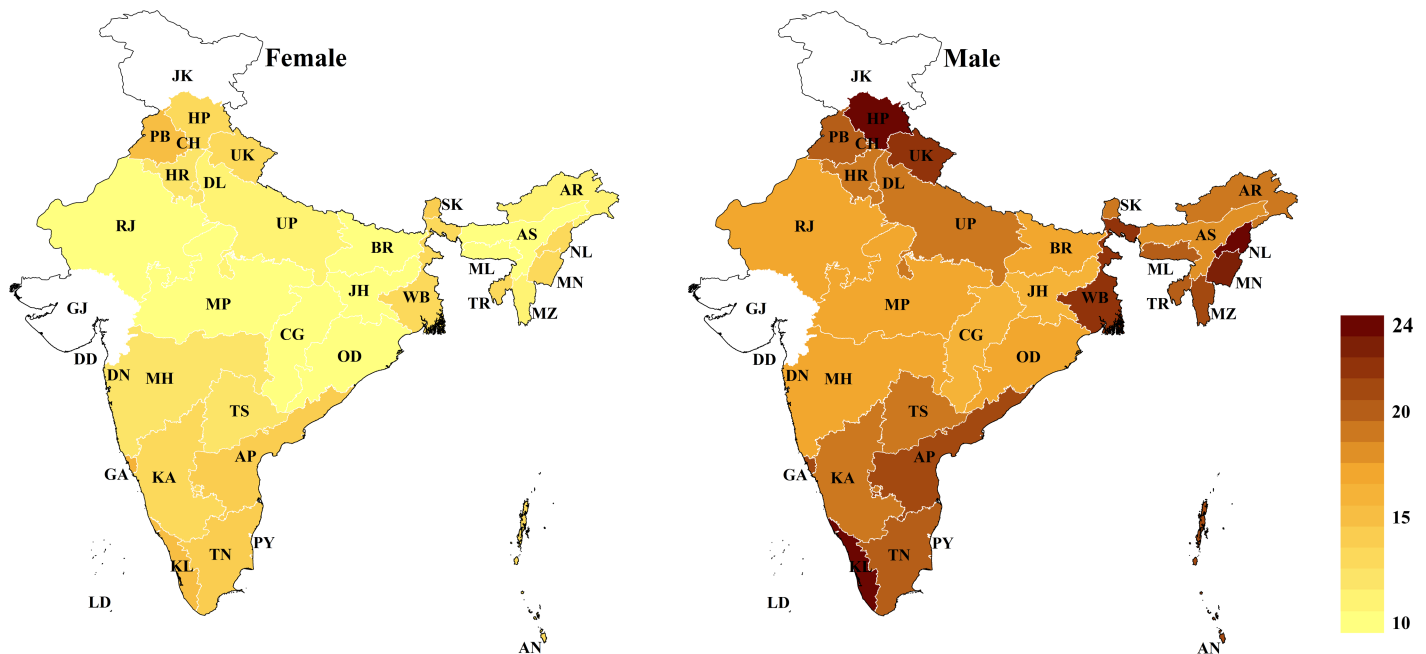 Female
JK
HP
PB
CH
UK
HR
DL
RJ
UP
SK
AR
BR
AS
NL
ML
MN
GJ
MP
JH
WB
TR
MZ
CG
DD
OD
DN
MH
TS
AP
GA
KA
PY
TN
KL
LD
AN
Male
JK
HP
PB
CH
UK
HR
DL
RJ
UP
SK
AR
BR
AS
NL
ML
MN
GJ
MP
JH
WB
TR
MZ
CG
DD
OD
DN
MH
TS
AP
GA
KA
PY
TN
KL
LD
AN
24
20
15
10